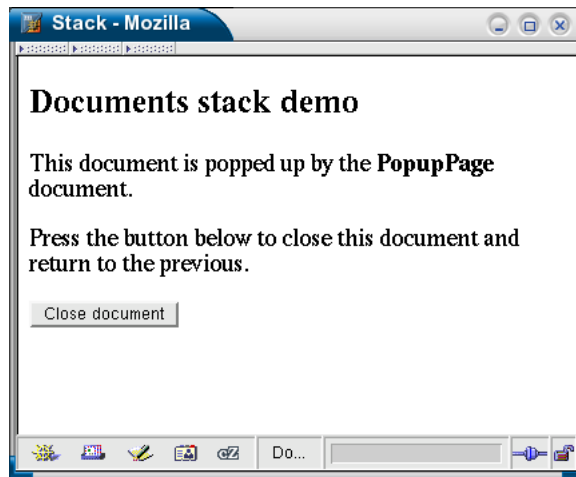 Stack - Mozilla
Documents stack demo
This document is popped up by the PopupPage
document.
Press the button below to close this document and
return to the previous.
Close document
cZ Do...